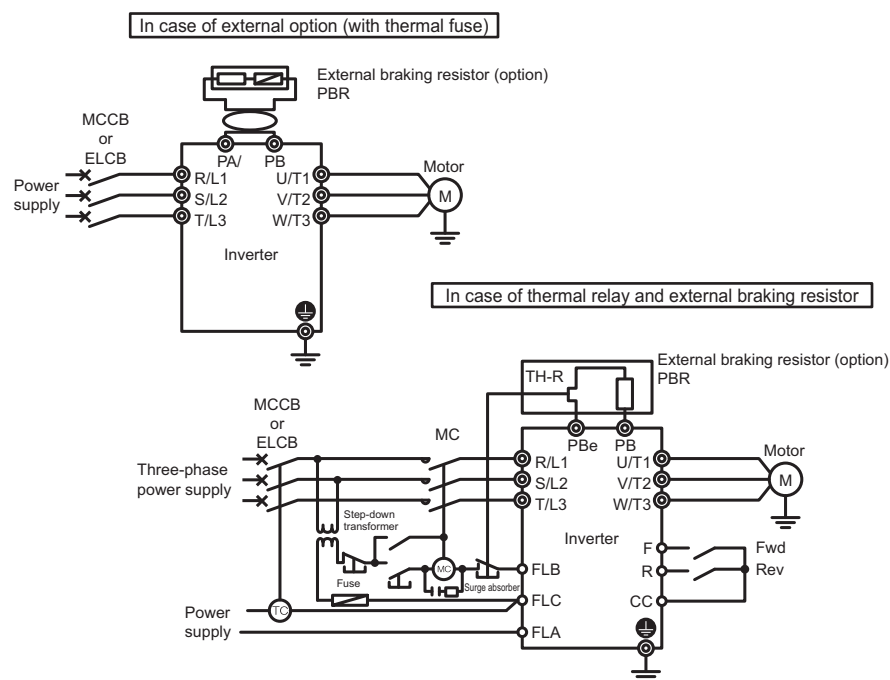 In case of external option (with thermal fuse)
External braking resistor (option)
PBR
MCCB
or
ELCB
PA/
PB
Power
supply
R/L1
S/L2
T/L3
U/T1
V/T2
W/T3
Motor
M
Inverter
In case of thermal relay and external braking resistor
TH-R
External braking resistor (option)
PBR
MCCB
or
ELCB
MC
PBe
PB
Three-phase
power supply
R/L1
S/L2
T/L3
U/T1
V/T2
W/T3
Motor
M
Step-down
transformer
Inverter
F
Fwd
R
Rev
MC
FLB
Surge absorber
Fuse
FLC
CC
Power
supply
TC
FLA